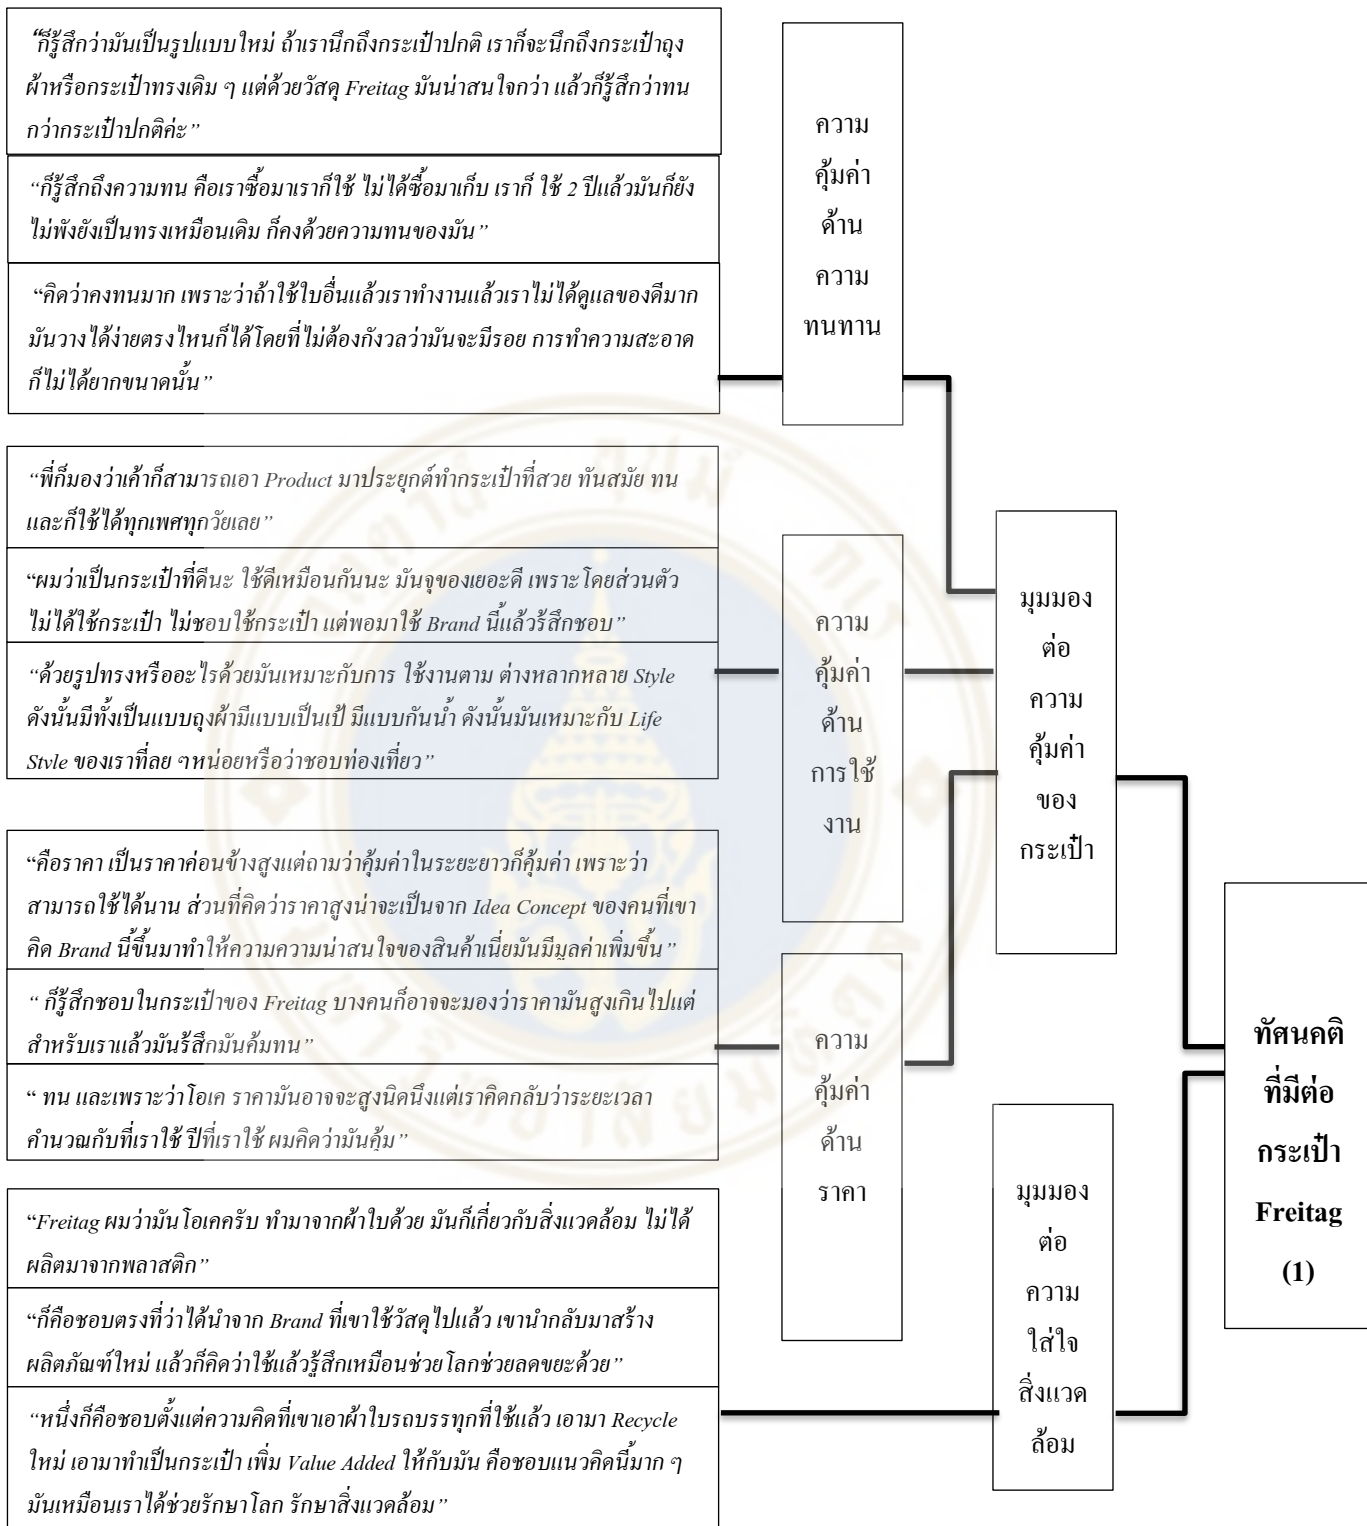 “ก็รู้สึกว่ามันเป็นรูปแบบใหม่ ถ้าเรานึกถึงกระเป๋าปกติ เราก็จะนึกถึงกระเป๋าถุง
ผ้าหรือกระเป๋าทรงเดิม ๆ แต่ด้วยวัสดุ Freitag มันน่าสนใจกว่า แล้วก็รู้สึกว่าทน
กว่ากระเป๋าปกติค่ะ”
“ก็รู้สึกถึงความทน คือเราซื้อมาเราก็ใช้ ไม่ได้ซื้อมาเก็บ เราก็ ใช้ 2 ปีแล้วมันก็ยัง
ไม่พังยังเป็นทรงเหมือนเดิม ก็คงด้วยความทนของมัน”
“คิดว่าคงทนมาก เพราะว่าถ้าใช้ใบอื่นแล้วเราทำงานแล้วเราไม่ได้ดูแลของดีมาก
มันวางได้ง่ายตรงไหนก็ได้โดยที่ไม่ต้องกังวลว่ามันจะมีรอย การทำความสะอาด
ก็ไม่ได้ยากขนาดนั้น”
ความ
คุ้มค่า
ด้าน
ความ
ทนทาน
“พี่ก็มองว่าเค้าก็สามารถเอา Product มาประยุกต์ทำกระเป๋าที่สวย ทันสมัย ทน
และก็ใช้ได้ทุกเพศทุกวัยเลย”
“ผมว่าเป็นกระเป๋าที่ดีนะ ใช้ดีเหมือนกันนะ มันจุของเยอะดี เพราะโดยส่วนตัว
ไม่ได้ใช้กระเป๋า ไม่ชอบใช้กระเป๋า แต่พอมาใช้ Brand นี้แล้วรู้สึกชอบ”
“ด้วยรูปทรงหรืออะไรด้วยมันเหมาะกับการ ใช้งานตาม ต่างหลากหลาย Style
ดังนั้นมีทั้งเป็นแบบถุงผ้ามีแบบเป็นเป้ มีแบบกันน้ำ ดังนั้นมันเหมาะกับ Life
Style ของเราที่ลุย ๆหน่อยหรือว่าชอบท่องเที่ยว”
ความ
คุ้มค่า
ด้าน
การใช้
งาน
“คือราคา เป็นราคาค่อนข้างสูงแต่ถามว่าคุ้มค่าในระยะยาวก็คุ้มค่า เพราะว่า
สามารถใช้ได้นาน ส่วนที่คิดว่าราคาสูงน่าจะเป็นจาก Idea Concept ของคนที่เขา
คิด Brand นี้ขึ้นมาทำให้ความความน่าสนใจของสินค้าเนี่ยมันมีมูลค่าเพิ่มขึ้น”
“ ก็รู้สึกชอบในกระเป๋าของ Freitag บางคนก็อาจจะมองว่าราคามันสูงเกินไปแต่
สำหรับเราแล้วมันรู้สึกมันคุ้มทน”
“ ทน และเพราะว่าโอเค ราคามันอาจจะสูงนิดนึงแต่เราคิดกลับว่าระยะเวลา
คำนวณกับที่เราใช้ ปีที่เราใช้ ผมคิดว่ามันคุ้ม”
ความ
คุ้มค่า
ด้าน
ราคา
มุมมอง
ต่อ
ความ
คุ้มค่า
ของ
กระเป๋า
“Freitag ผมว่ามันโอเคครับ ทำมาจากผ้าใบด้วย มันก็เกี่ยวกับสิ่งแวดล้อม ไม่ได้
ผลิตมาจากพลาสติก”
“ก็คือชอบตรงที่ว่าได้นำจาก Brand ที่เขาใช้วัสดุไปแล้ว เขานำกลับมาสร้าง
ผลิตภัณฑ์ใหม่ แล้วก็คิดว่าใช้แล้วรู้สึกเหมือนช่วยโลกช่วยลดขยะด้วย”
“หนึ่งก็คือชอบตั้งแต่ความคิดที่เขาเอาผ้าใบรถบรรทุกที่ใช้แล้ว เอามา Recycle
ใหม่ เอามาทำเป็นกระเป๋า เพิ่ม Value Added ให้กับมัน คือชอบแนวคิดนี้มาก ๆ
มันเหมือนเราได้ช่วยรักษาโลก รักษาสิ่งแวดล้อม”
มุมมอง
ต่อ
ความ
ใส่ใจ
สิ่งแวด
ล้อม
ทัศนคติ
ที่มีต่อ
กระเป๋า
Freitag
(1)